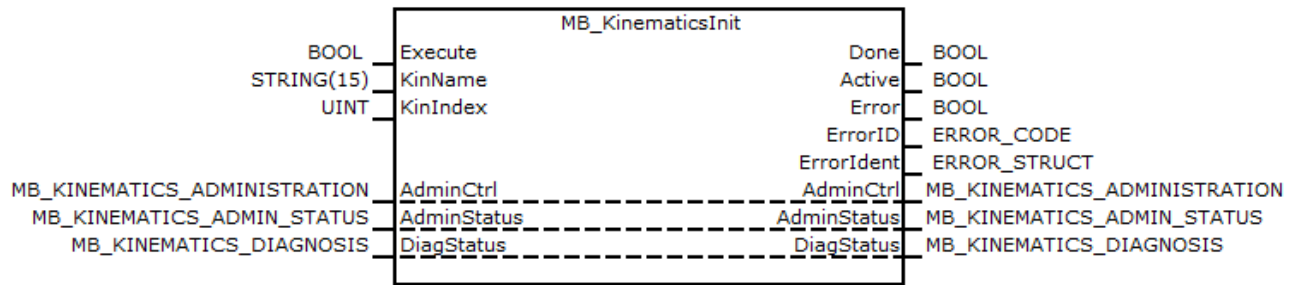 MB_KinematicsInit
BOOL Execute Done BOOL
STRING(15) KinName Active BOOL
UINT KinIndex Error BOOL
ErrorID ERROR_CODE
ErrorIdent ERROR_STRUCT
MB_KINEMATICS_ADMINISTRATION AdminCtrl AdminCtrl MB_KINEMATICS_ADMINISTRATION
MB_KINEMATICS_ADMIN_STATUS AdminStatus AdminStatus MB_KINEMATICS_ADMIN_STATUS
MB_KINEMATICS_DIAGNOSIS DiagStatus DiagStatus MB_KINEMATICS_DIAGNOSIS